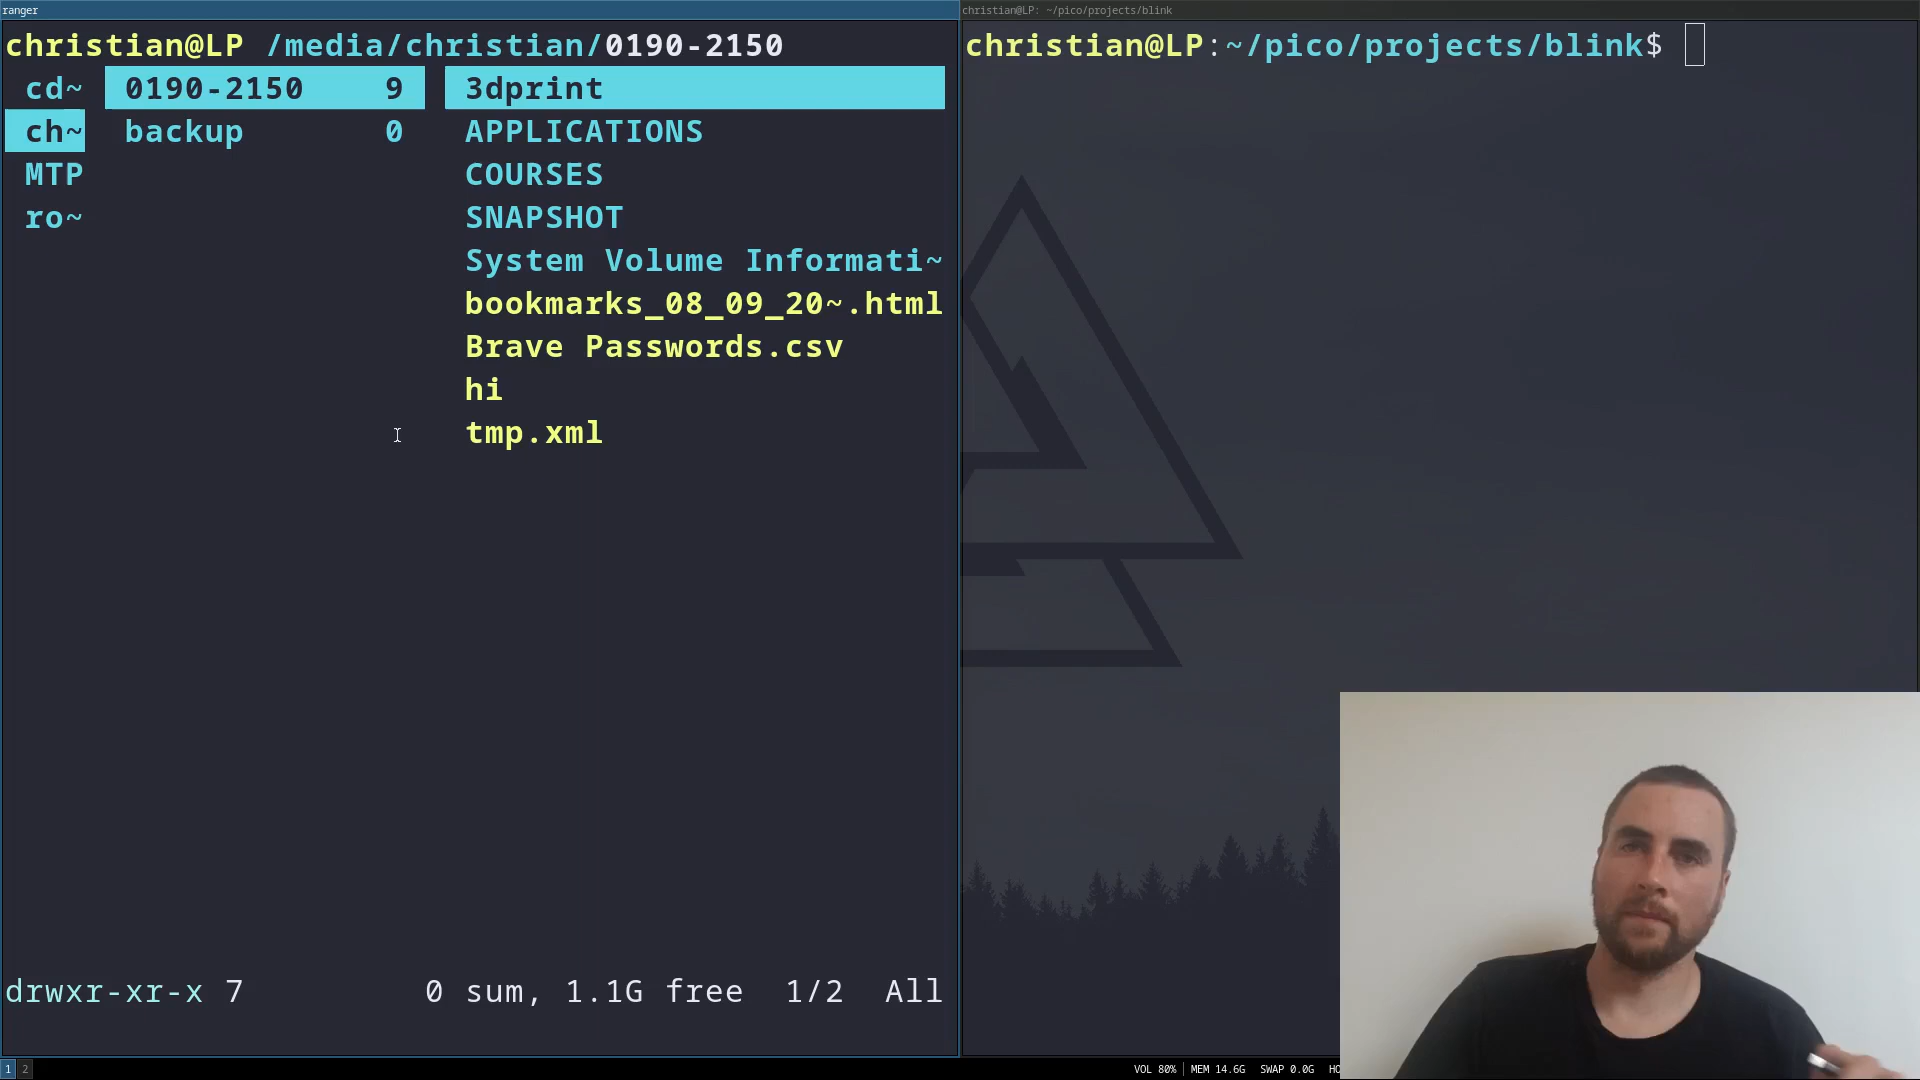 ranger
christian@LP: ~/pico/projects/blink
christian@LP /media/christian/0190-2150
christian@LP:~/pico/projects/blink$
cd~ 0190-2150 9 3dprint
ch~ backup 0 APPLICATIONS
MTP COURSES
ro~ SNAPSHOT
System Volume Informati~
bookmarks_08_09_20~.html
Brave Passwords.csv
hi
tmp.xml
drwxr-xr-x 7 0 sum, 1.1G free 1/2 All
1 2 VOL 80% | MEM 14.6G SWAP 0.0G HO